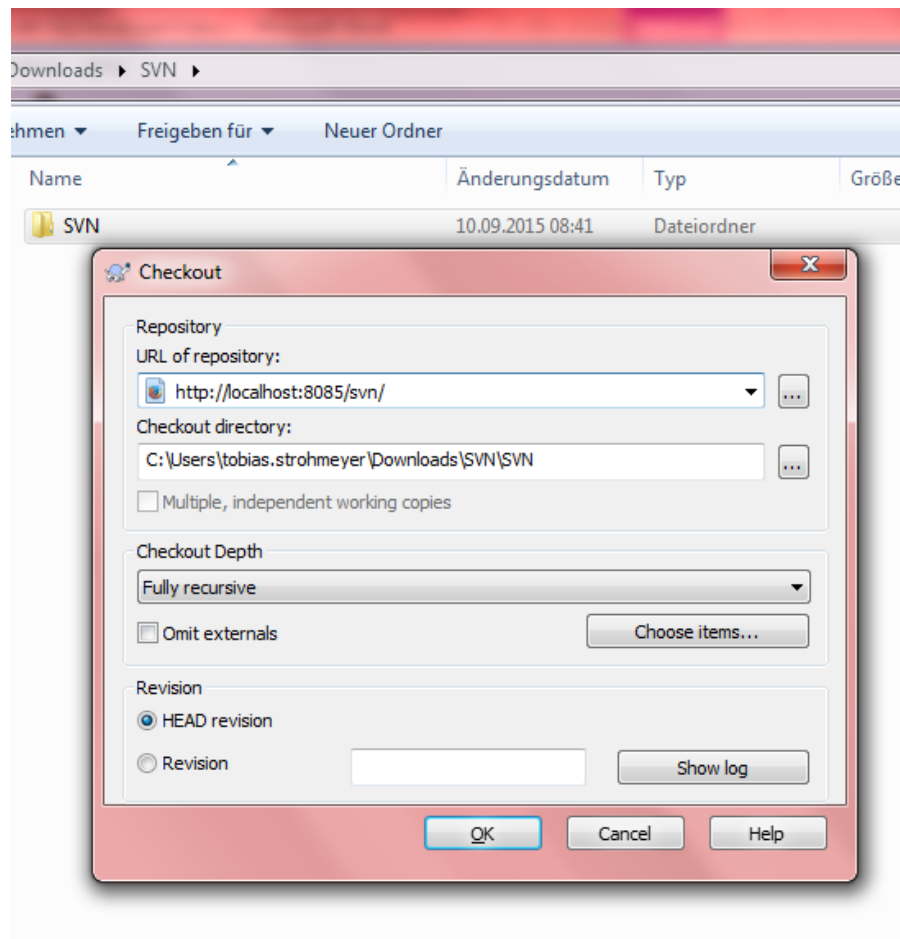 Downloads ▸ SVN ▸
ehmen Freigeben für Neuer Ordner
Name Änderungsdatum Typ Größe
SVN 10.09.2015 08:41 Dateiordner
Checkout
Repository
URL of repository:
http://localhost:8085/svn/
...
Checkout directory:
C:\Users\tobias.strohmeyer\Downloads\SVN\SVN
...
Multiple, independent working copies
Checkout Depth
Fully recursive
Omit externals Choose items...
Revision
HEAD revision
Revision Show log
OK Cancel Help